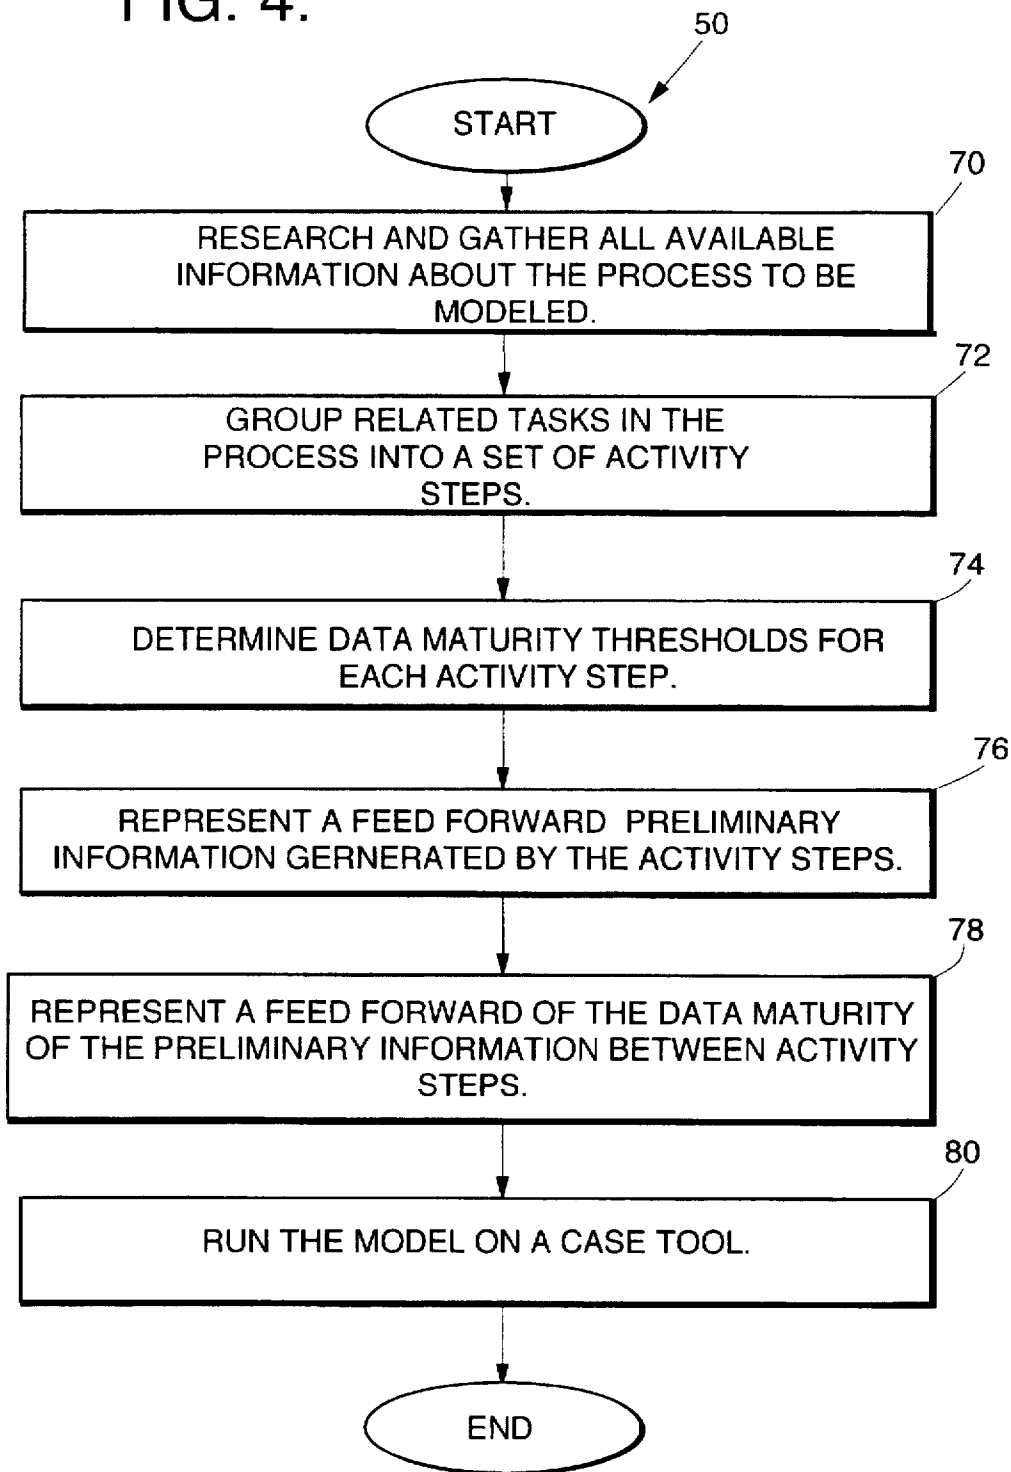 FIG. 4.
50
START
70
RESEARCH AND GATHER ALL AVAILABLE
INFORMATION ABOUT THE PROCESS TO BE
MODELED.
72
GROUP RELATED TASKS IN THE
PROCESS INTO A SET OF ACTIVITY
STEPS.
74
DETERMINE DATA MATURITY THRESHOLDS FOR
EACH ACTIVITY STEP.
76
REPRESENT A FEED FORWARD PRELIMINARY
INFORMATION GERNERATED BY THE ACTIVITY STEPS.
78
REPRESENT A FEED FORWARD OF THE DATA MATURITY
OF THE PRELIMINARY INFORMATION BETWEEN ACTIVITY
STEPS.
80
RUN THE MODEL ON A CASE TOOL.
END